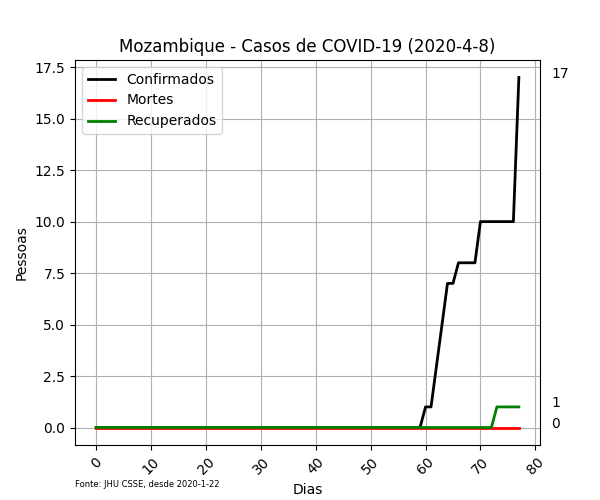 Mozambique - Casos de COVID-19 (2020-4-8)
Confirmados
Mortes
Recuperados
17.5
15.0
12.5
10.0
7.5
5.0
2.5
0.0
Pessoas
17
1
0
0 10 20 30 40 50 60 70 80
Dias
Fonte: JHU CSSE, desde 2020-1-22